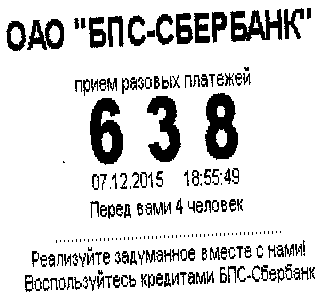 ОАО "БПС-СБЕРБАНК"
прием разовых платежей
638
07.12.2015 18:55:49
Перед вами 4 человек
Реализуйте задуманное вместе с нами!
Воспользуйтесь кредитами БПС-Сбербанк